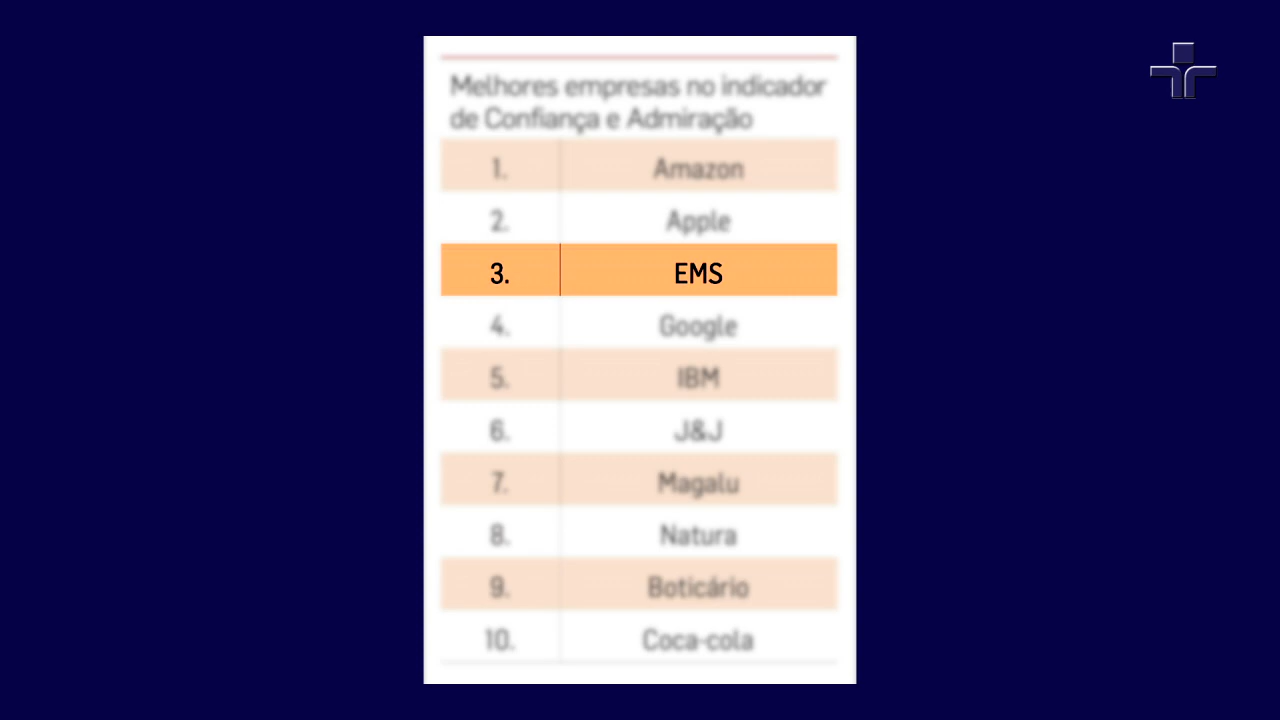 Melhores empresas no indicador
de Confiança e Admiração
1. Amazon
2. Apple
3. EMS
4. Google
5. IBM
6. J&J
7. Magalu
8. Natura
9. Boticário
10. Coca-cola